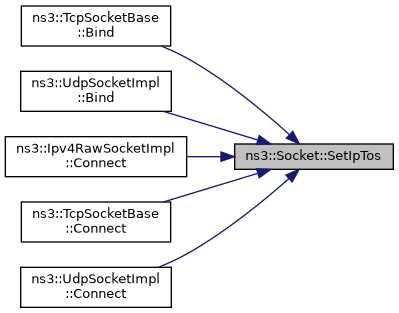 ns3::TcpSocketBase
::Bind
ns3::UdpSocketImpl
::Bind
ns3::Ipv4RawSocketImpl
::Connect
ns3::Socket::SetIpTos
ns3::TcpSocketBase
::Connect
ns3::UdpSocketImpl
::Connect